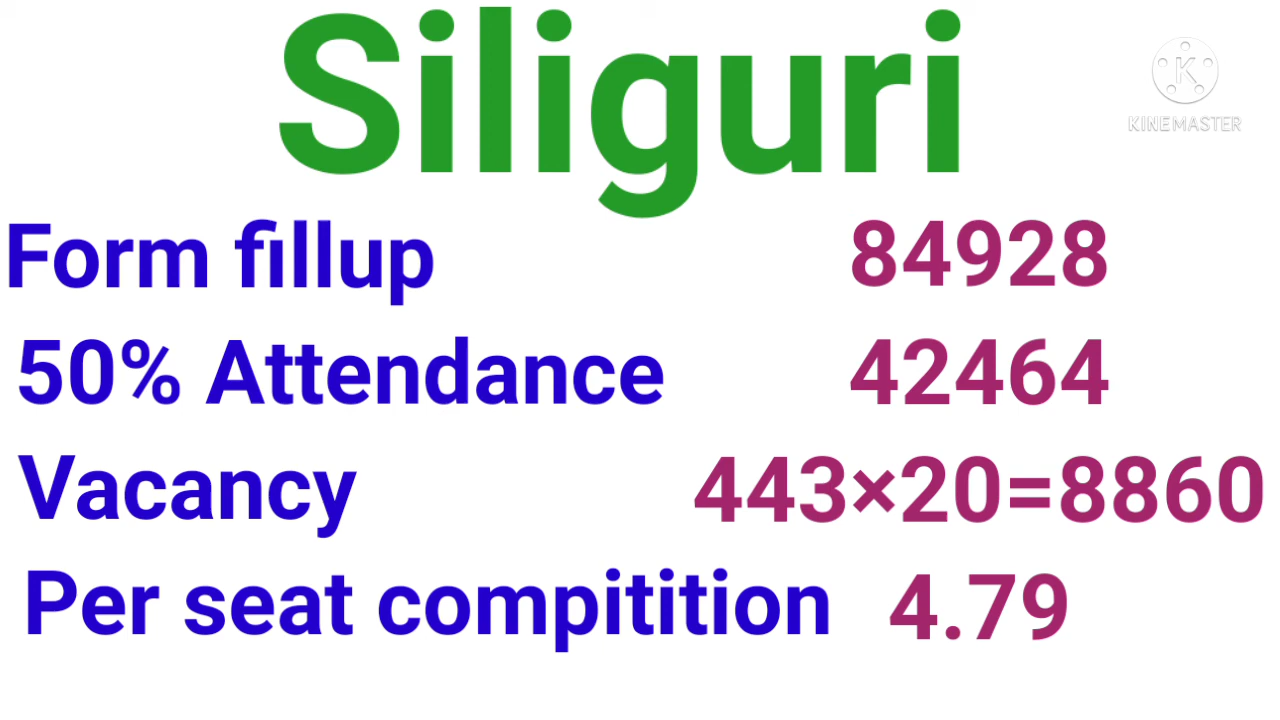 Siliguri
KINEMASTER
Form fillup 84928
50% Attendance 42464
Vacancy 443×20=8860
Per seat compitition 4.79